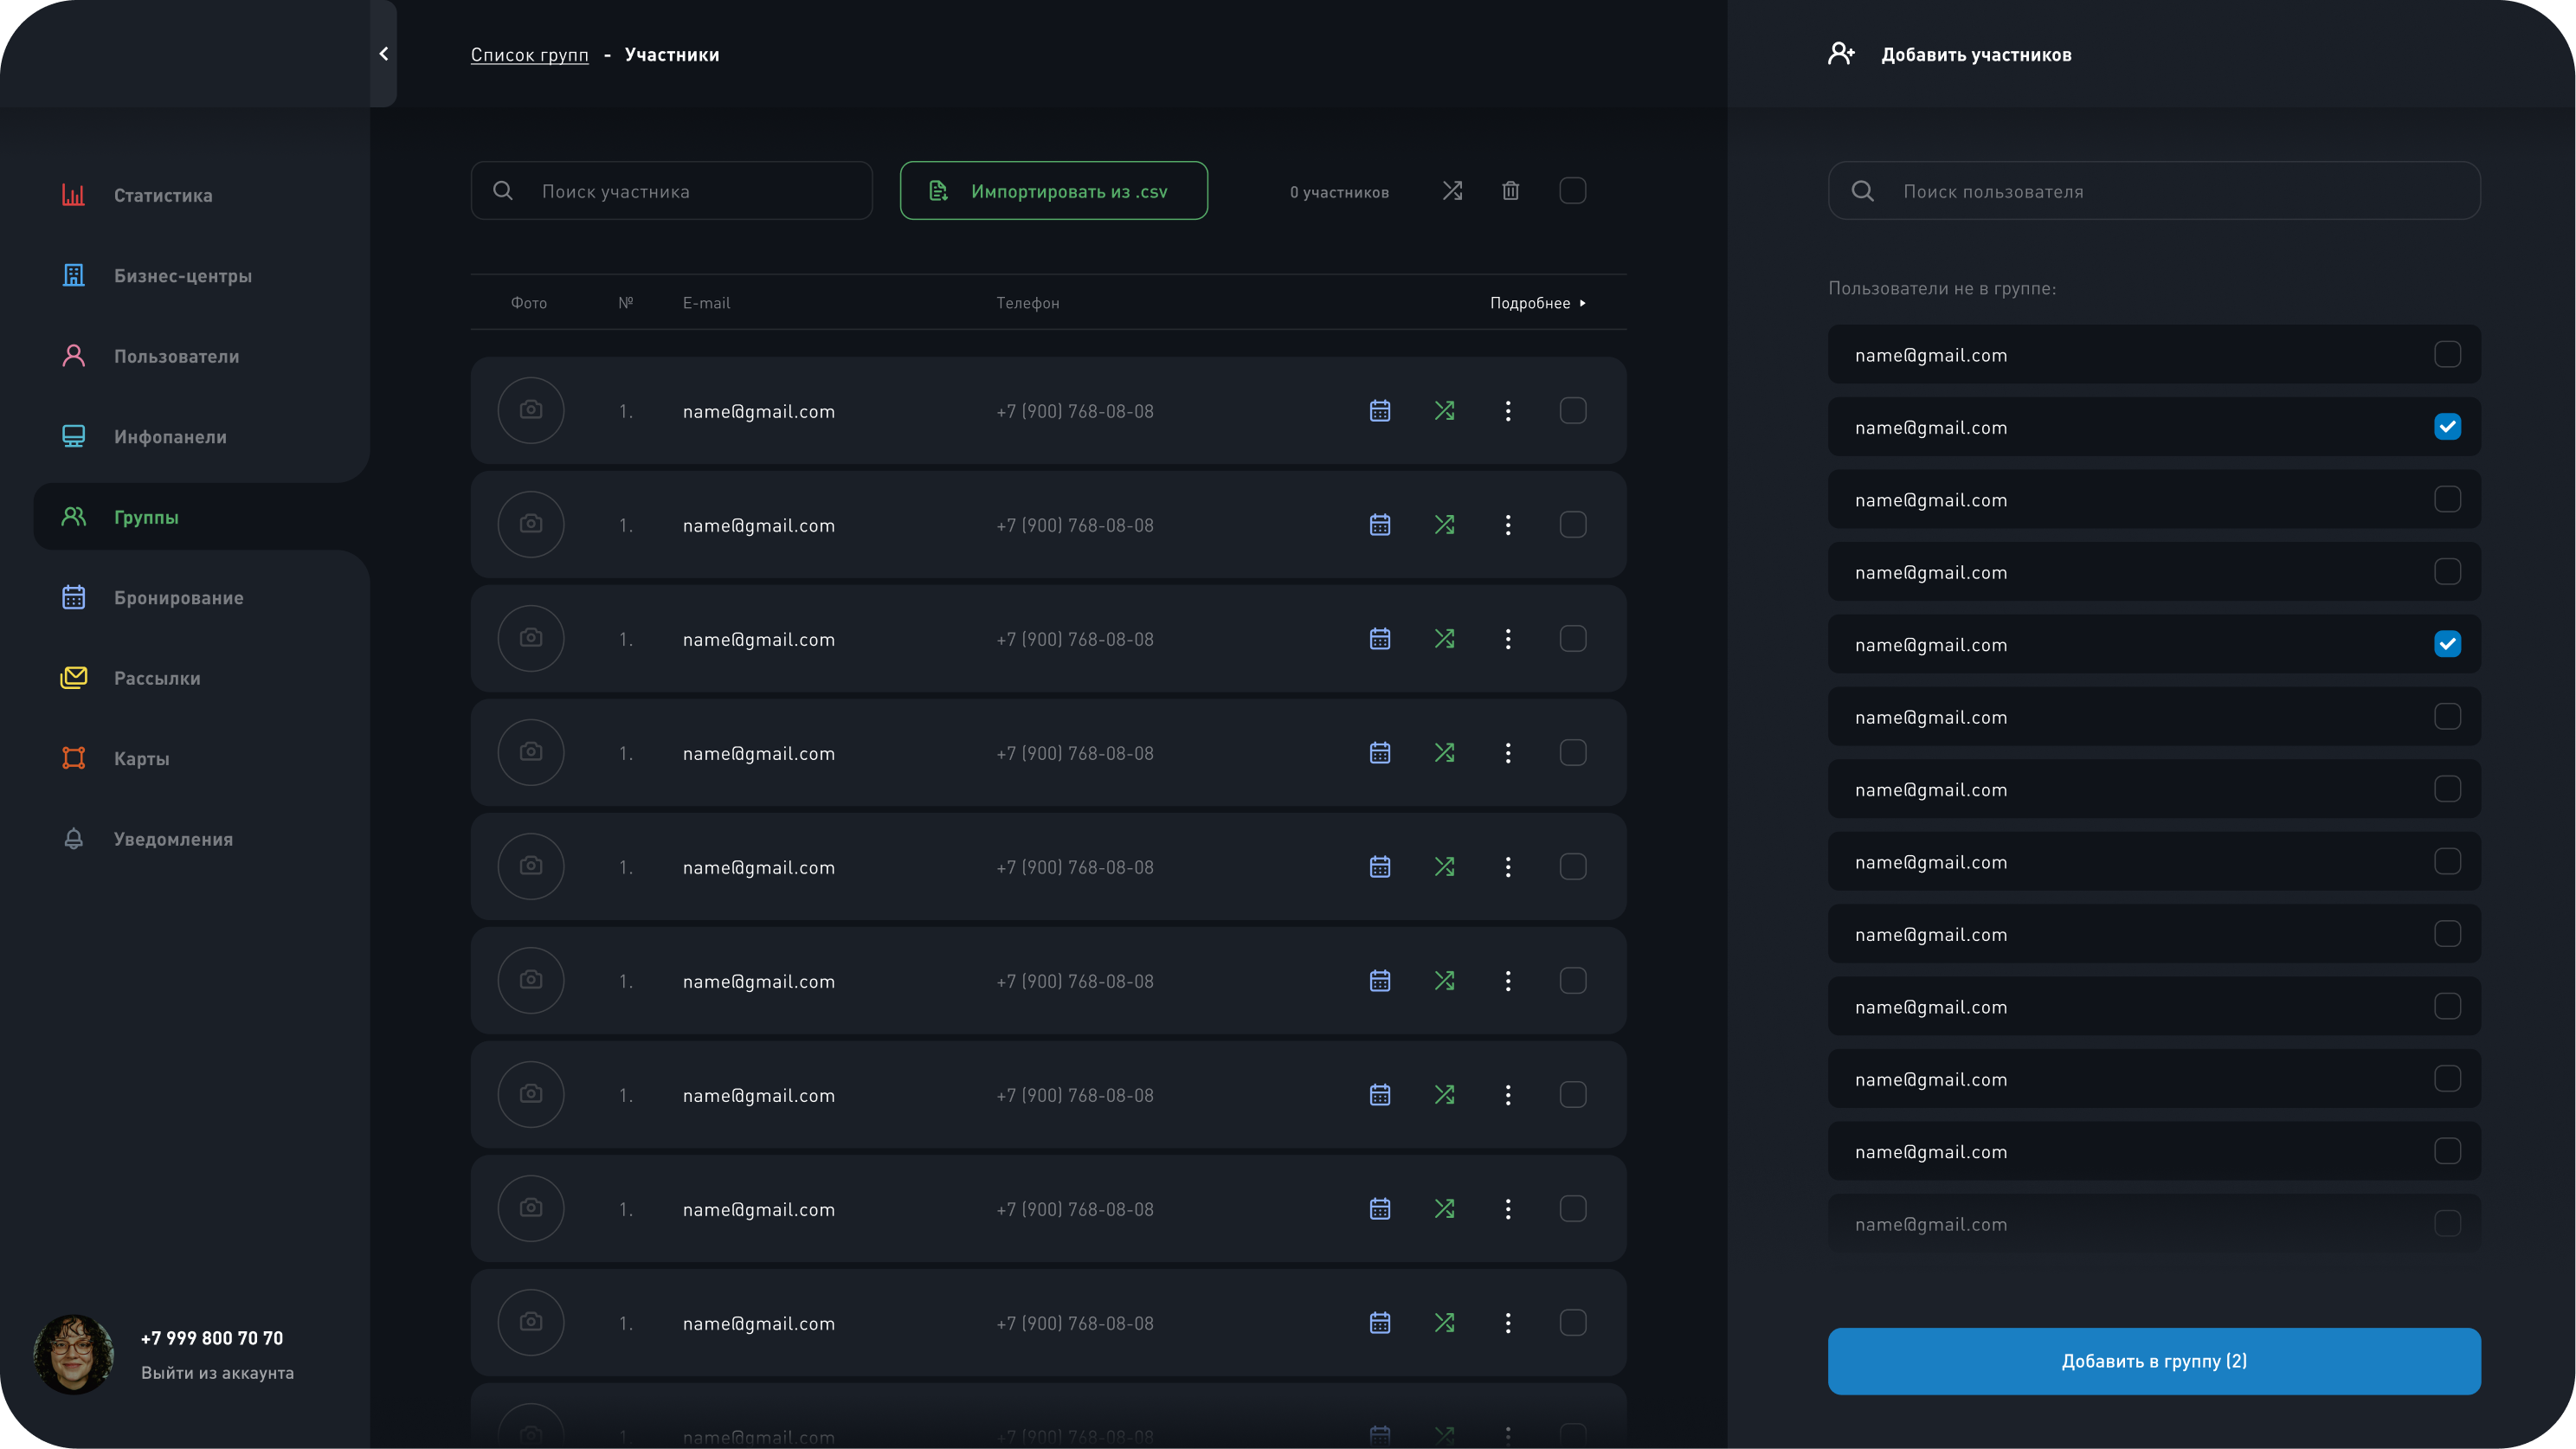 Список групп - Участники
Добавить участников
Статистика
Бизнес-центры
Пользователи
Инфопанели
Группы
Бронирование
Рассылки
Карты
Уведомления
+7 999 800 70 70
Выйти из аккаунта
Поиск участника
Импортировать из .csv
0 участников
Фото № E-mail Телефон Подробнее
1. name@gmail.com +7 (900) 768-08-08
1. name@gmail.com +7 (900) 768-08-08
1. name@gmail.com +7 (900) 768-08-08
1. name@gmail.com +7 (900) 768-08-08
1. name@gmail.com +7 (900) 768-08-08
1. name@gmail.com +7 (900) 768-08-08
1. name@gmail.com +7 (900) 768-08-08
1. name@gmail.com +7 (900) 768-08-08
1. name@gmail.com +7 (900) 768-08-08
1. name@gmail.com +7 (900) 768-08-08
Поиск пользователя
Пользователи не в группе:
name@gmail.com
name@gmail.com
name@gmail.com
name@gmail.com
name@gmail.com
name@gmail.com
name@gmail.com
name@gmail.com
name@gmail.com
name@gmail.com
name@gmail.com
name@gmail.com
name@gmail.com
Добавить в группу (2)